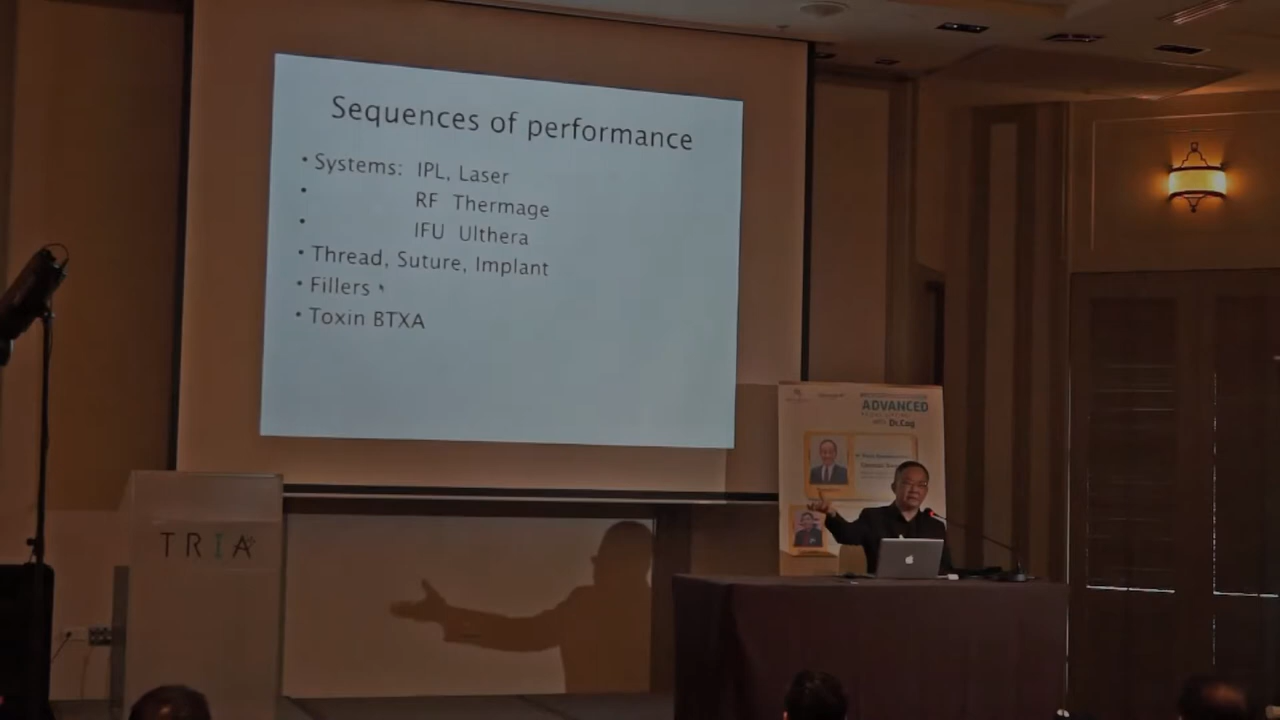 Sequences of performance
• Systems: IPL, Laser
• RF Thermage
• IFU Ulthera
• Thread, Suture, Implant
• Fillers
• Toxin BTXA
TRIA
ADVANCED
Dr.Eag